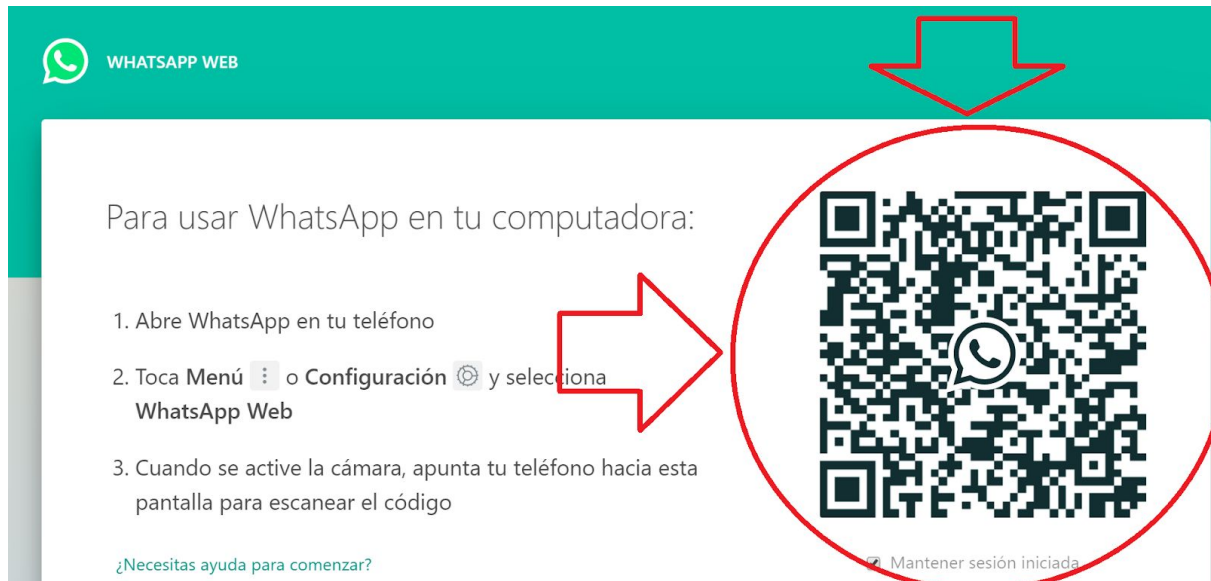 WHATSAPP WEB
Para usar WhatsApp en tu computadora:
1. Abre WhatsApp en tu teléfono
2. Toca Menú o Configuración y selecciona
WhatsApp Web
3. Cuando se active la cámara, apunta tu teléfono hacia esta
pantalla para escanear el código
¿Necesitas ayuda para comenzar?
Mantener sesión iniciada